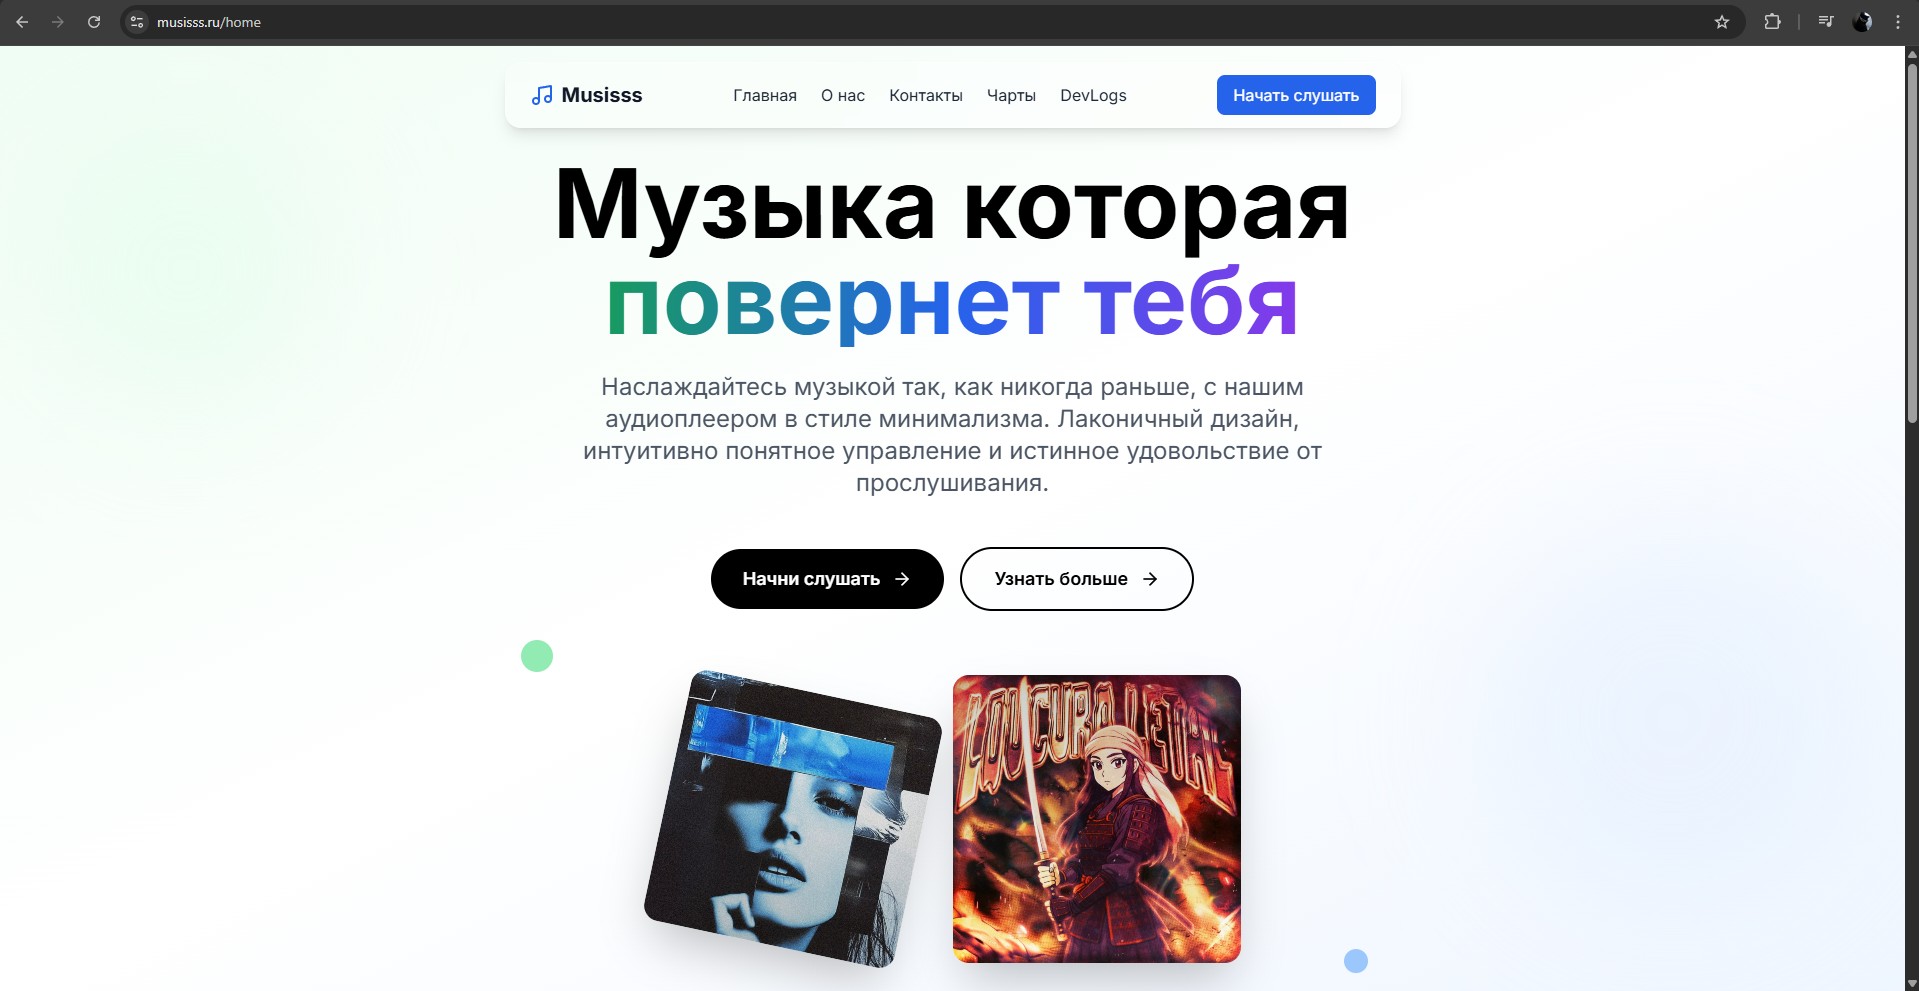 musisss.ru/home
Musisss
Главная
О нас
Контакты
Чарты
DevLogs
Начать слушать
Музыка которая
повернет тебя
Наслаждайтесь музыкой так, как никогда раньше, с нашим
аудиоплеером в стиле минимализма. Лаконичный дизайн,
интуитивно понятное управление и истинное удовольствие от
прослушивания.
Начни слушать
Узнать больше
LOUCURA LETAL